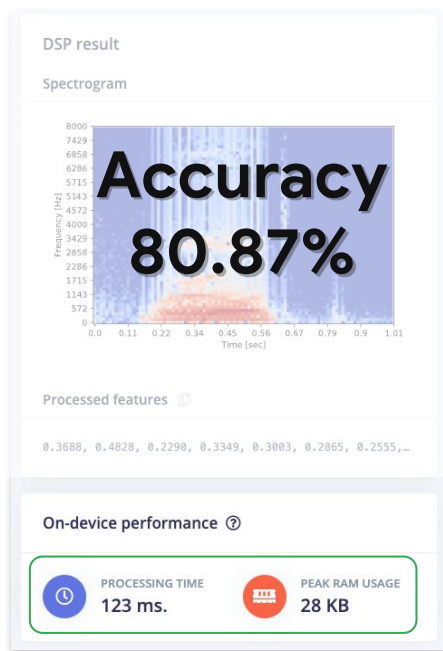 DSP result
Spectrogram
Accuracy
80.87%
8000
7429
6858
6286
5715
5143
4572
4000
3429
2858
2286
1715
1143
572
0
Frequency [Hz]
0.0 0.11 0.22 0.34 0.45 0.56 0.67 0.79 0.9 1.01
Time [sec]
Processed features
0.3688, 0.4828, 0.2290, 0.3349, 0.3003, 0.2865, 0.2555,…
On-device performance ?
PROCESSING TIME
123 ms.
PEAK RAM USAGE
28 KB